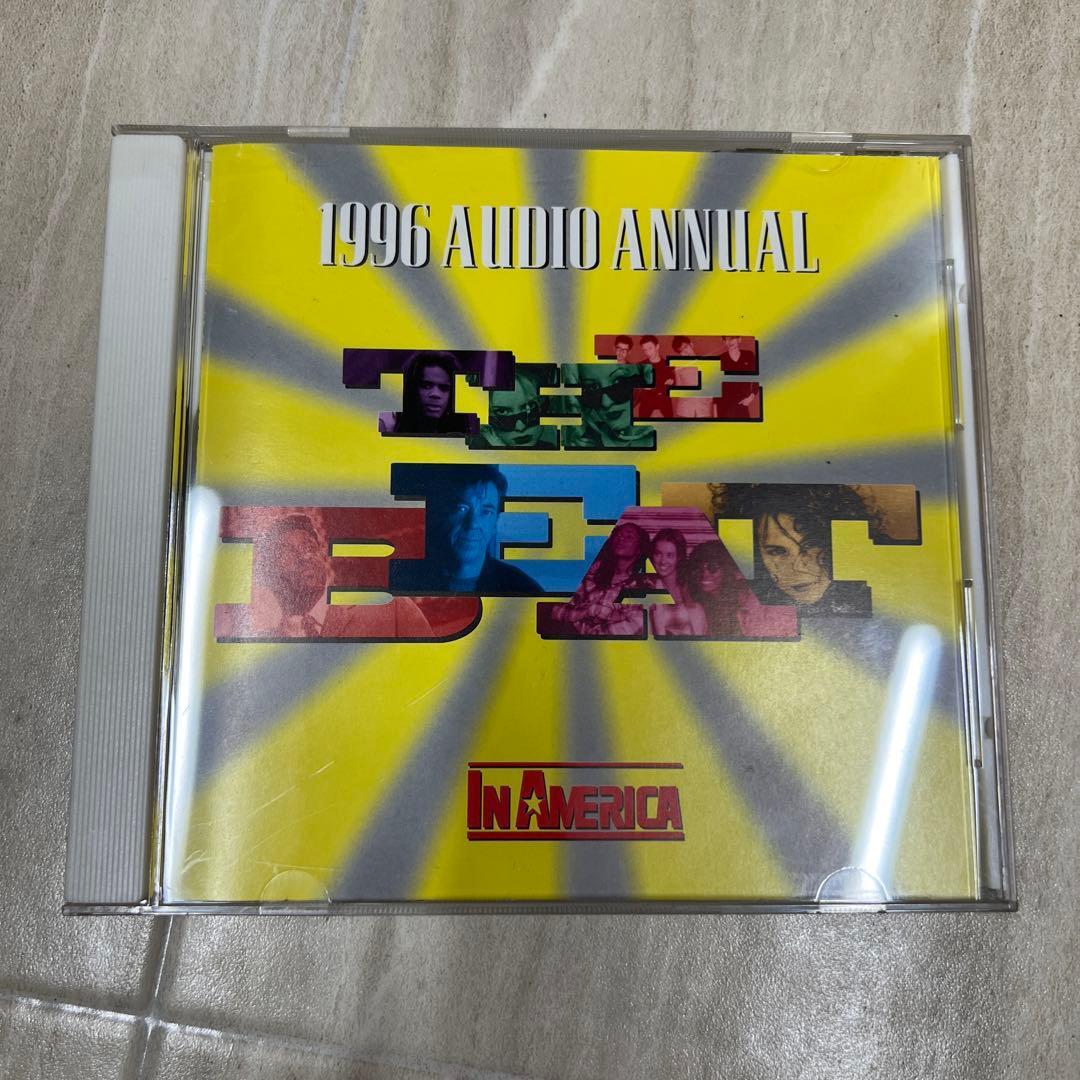 1996 AUDIO ANNUAL
THE
BEAT
IN AMERICA